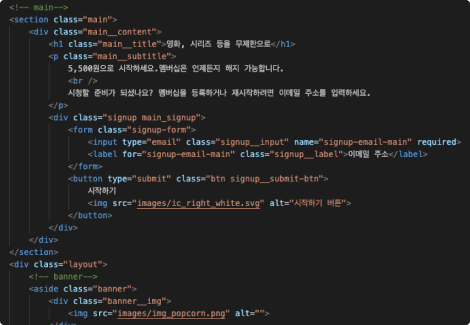 <!-- main-->
<section class="main">
<div class="main__content">
<h1 class="main__title">영화, 시리즈 등을 무제한으로</h1>
<p class="main__subtitle">
5,500원으로 시작하세요.멤버십은 언제든지 해지 가능합니다.
<br />
시청할 준비가 되셨나요? 멤버십을 등록하거나 재시작하려면 이메일 주소를 입력하세요.
</p>
<div class="signup main_signup">
<form class="signup-form">
<input type="email" class="signup__input" name="signup-email-main" required>
<label for="signup-email-main" class="signup__label">이메일 주소</label>
</form>
<button type="submit" class="btn signup__submit-btn">
시작하기
<img src="images/ic_right_white.svg" alt="시작하기 버튼">
</button>
</div>
</div>
</section>
<div class="layout">
<!-- banner-->
<aside class="banner">
<div class="banner__img">
<img src="images/img_popcorn.png" alt="">